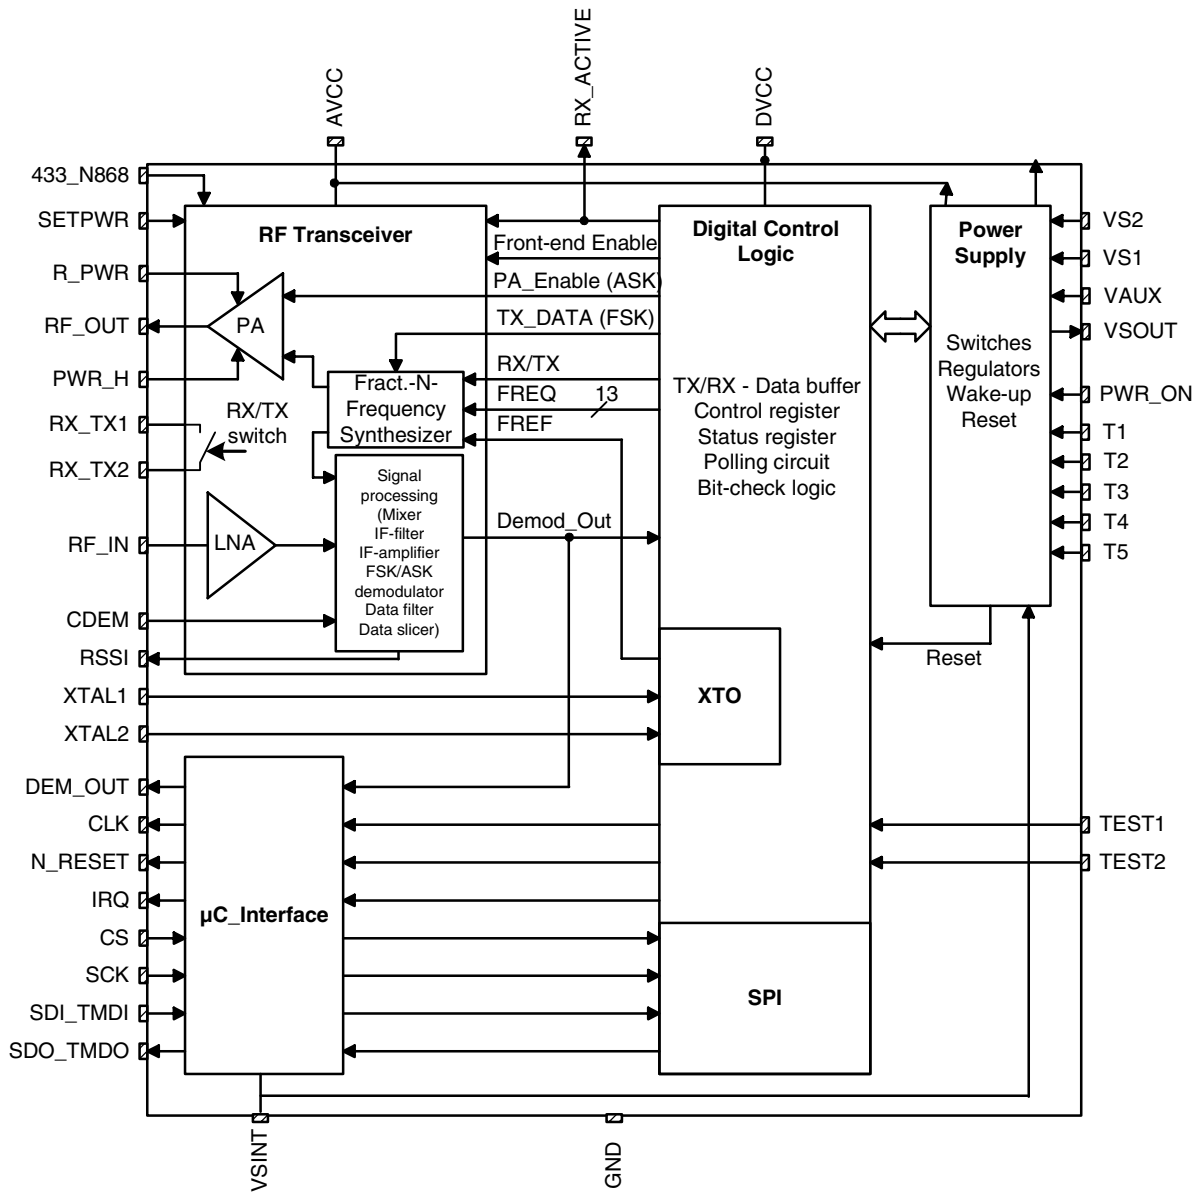 AVCC
RX_ACTIVE
DVCC
433_N868
SETPWR
R_PWR
RF_OUT
PWR_H
RX_TX1
RX_TX2
RF_IN
CDEM
RSSI
XTAL1
XTAL2
DEM_OUT
CLK
N_RESET
IRQ
CS
SCK
SDI_TMDI
SDO_TMDO
RF Transceiver
PA
RX/TX
switch
LNA
Fract.-N-
Frequency
Synthesizer
Signal
processing
(Mixer
IF-filter
IF-amplifier
FSK/ASK
demodulator
Data filter
Data slicer)
Front-end Enable
PA_Enable (ASK)
TX_DATA (FSK)
RX/TX
FREQ
13
FREF
Demod_Out
Digital Control
Logic
TX/RX - Data buffer
Control register
Status register
Polling circuit
Bit-check logic
XTO
SPI
µC_Interface
Power
Supply
Switches
Regulators
Wake-up
Reset
Reset
VS2
VS1
VAUX
VSOUT
PWR_ON
T1
T2
T3
T4
T5
TEST1
TEST2
VSINT
GND